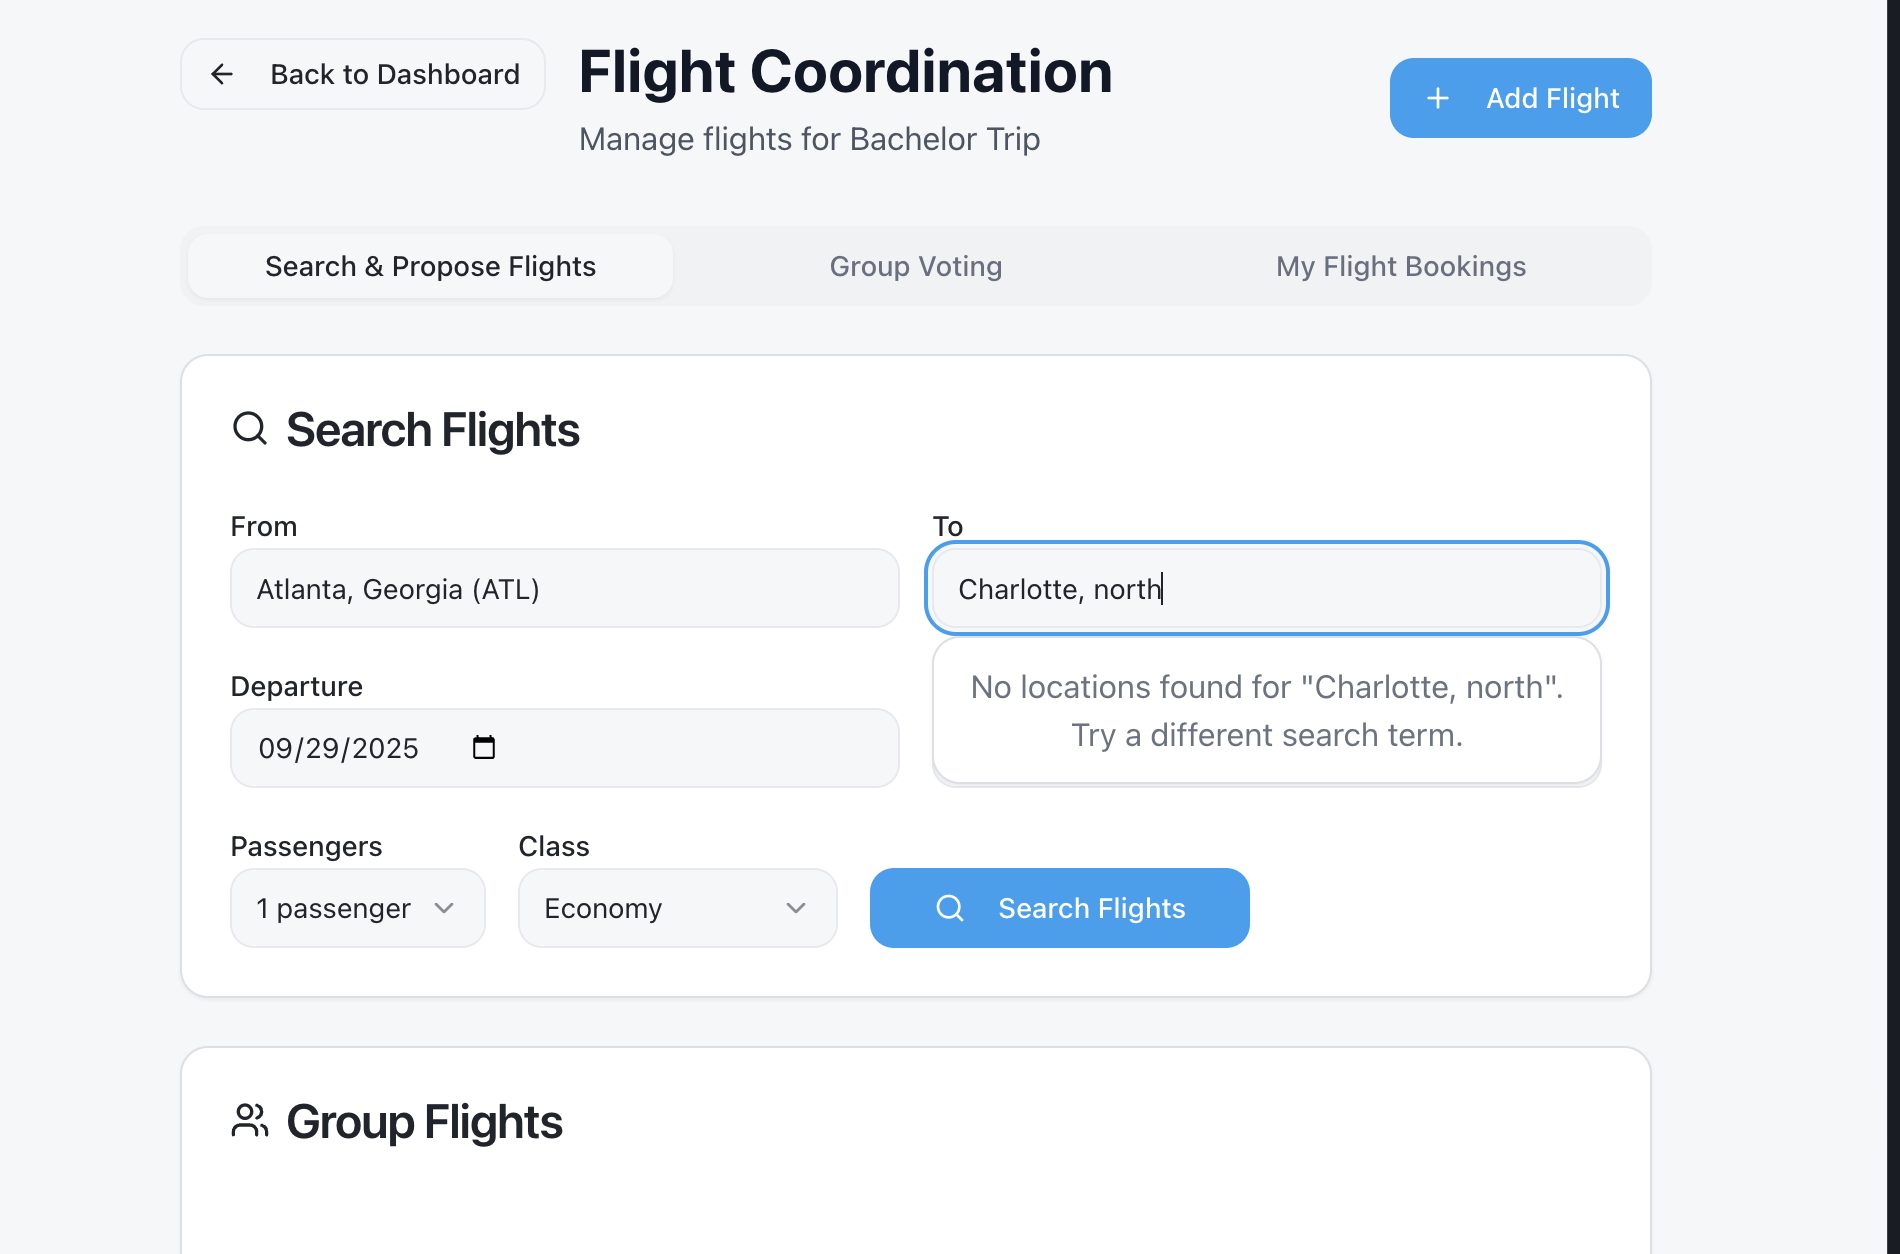 Back to Dashboard
Flight Coordination
Manage flights for Bachelor Trip
Add Flight
Search & Propose Flights
Group Voting
My Flight Bookings
Search Flights
From
To
Atlanta, Georgia (ATL)
Charlotte, north
No locations found for "Charlotte, north".
Try a different search term.
Departure
09/29/2025
Passengers
Class
1 passenger
Economy
Search Flights
Group Flights